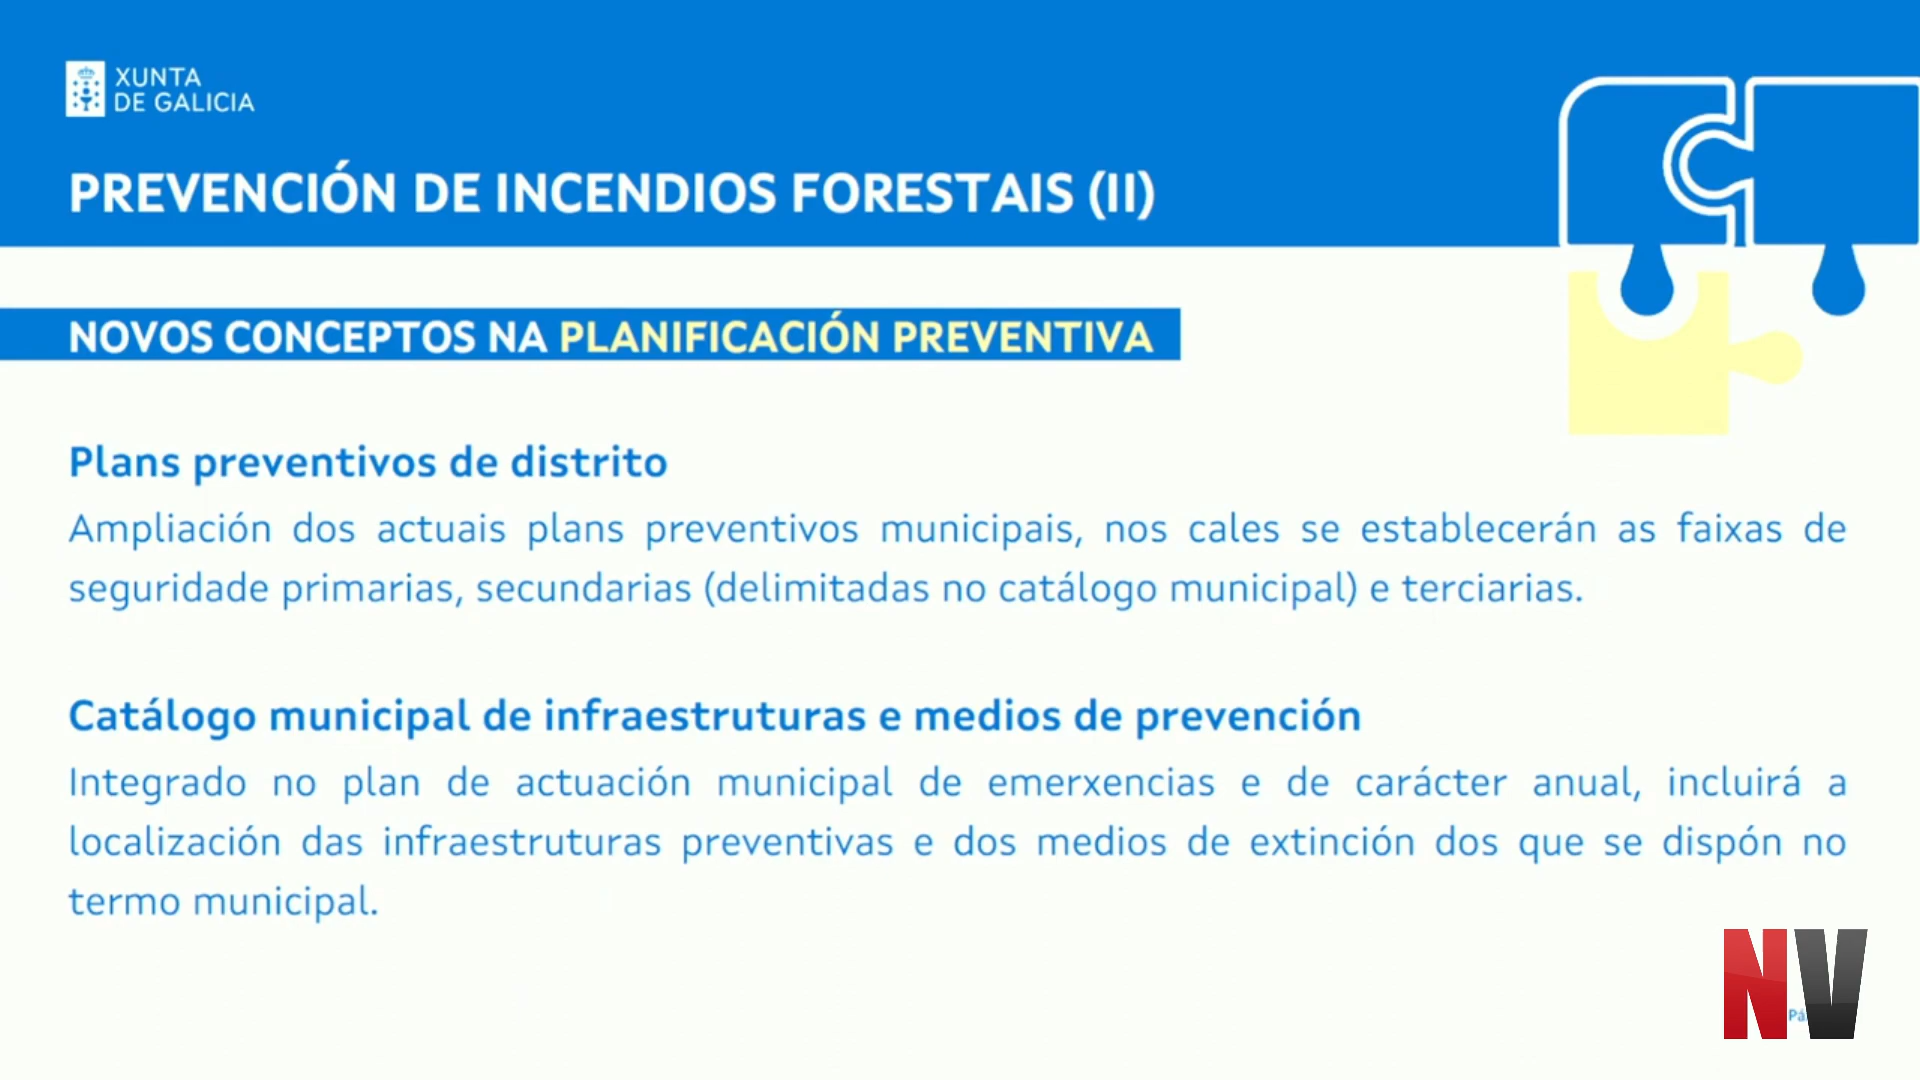 XUNTA
DE GALICIA
PREVENCIÓN DE INCENDIOS FORESTAIS (II)
NOVOS CONCEPTOS NA PLANIFICACIÓN PREVENTIVA
Plans preventivos de distrito
Ampliación dos actuais plans preventivos municipais, nos cales se establecerán as faixas de
seguridade primarias, secundarias (delimitadas no catálogo municipal) e terciarias.
Catálogo municipal de infraestruturas e medios de prevención
Integrado no plan de actuación municipal de emerxencias e de carácter anual, incluirá a
localización das infraestruturas preventivas e dos medios de extinción dos que se dispón no
termo municipal.
NV